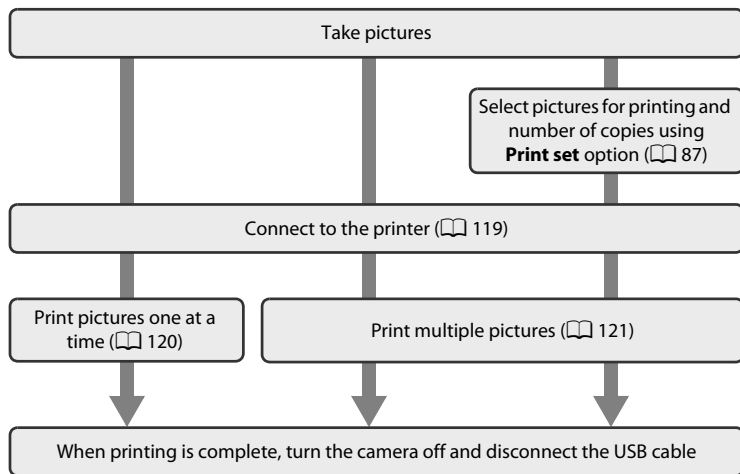 Take pictures
Select pictures for printing and
number of copies using
Print set option (📖 87)
Connect to the printer (📖 119)
Print pictures one at a
time (📖 120)
Print multiple pictures (📖 121)
When printing is complete, turn the camera off and disconnect the USB cable